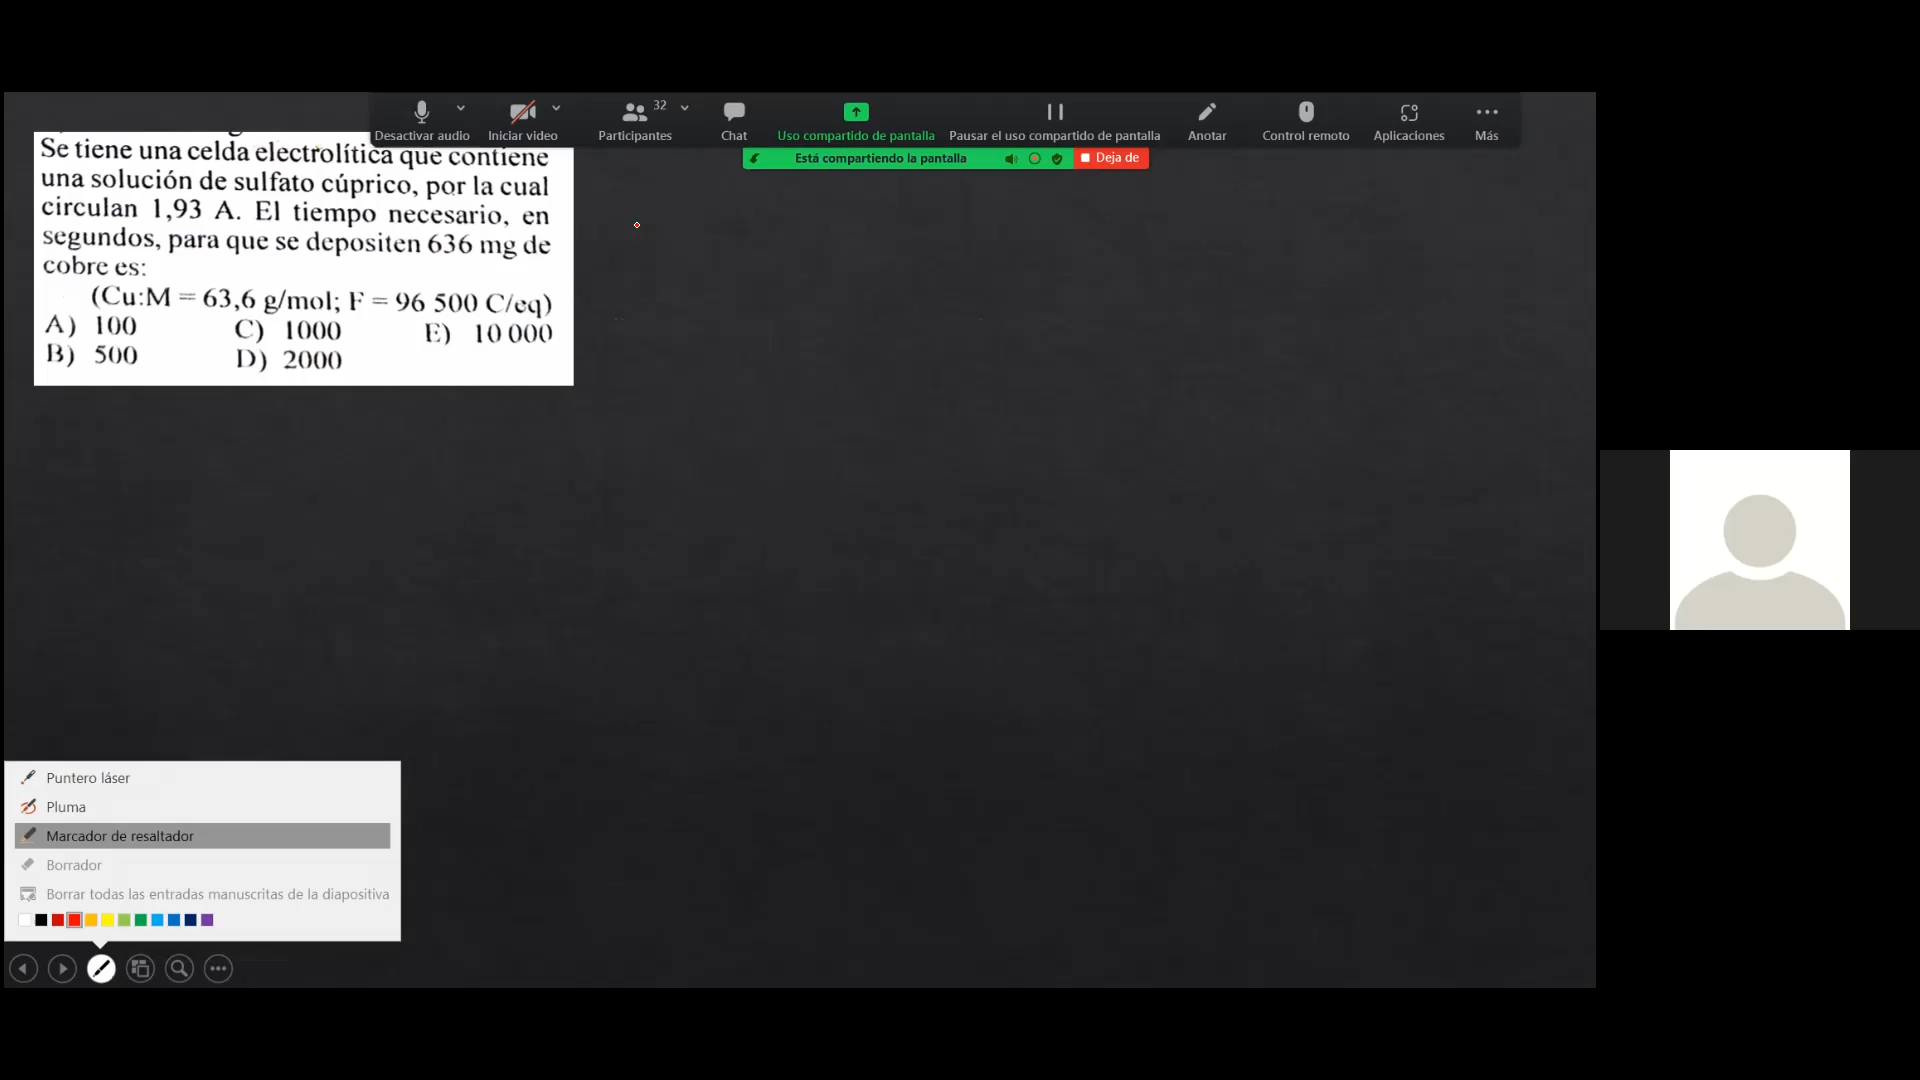 Desactivar audio
Iniciar video
32
Participantes
Chat
Uso compartido de pantalla
Pausar el uso compartido de pantalla
Anotar
Control remoto
Aplicaciones
Más
Está compartiendo la pantalla
Deja de
Se tiene una celda electrolítica que contiene
una solución de sulfato cúprico, por la cual
circulan 1,93 A. El tiempo necesario, en
segundos, para que se depositen 636 mg de
cobre es:
(Cu:M = 63,6 g/mol; F = 96 500 C/eq)
A) 100 C) 1000 E) 10 000
B) 500 D) 2000
Puntero láser
Pluma
Marcador de resaltador
Borrador
Borrar todas las entradas manuscritas de la diapositiva